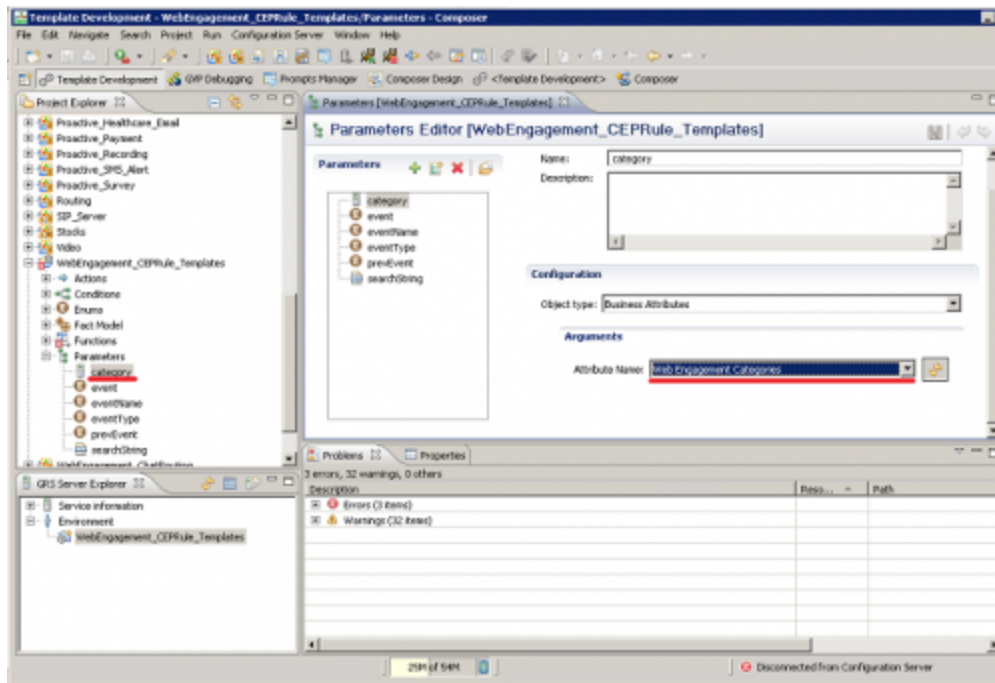 Template Development - WebEngagement_CEPRule_Templates/Parameters - Composer
File Edit Navigate Search Project Run Configuration Server Window Help
Template Development GVP Debugging Prompts Manager Composer Design <Template Development> Composer
Project Explorer
Proactive_Healthcare_Email
Proactive_Payment
Proactive_Recording
Proactive_SMS_Alert
Proactive_Survey
Routing
SIP_Server
Stocks
Video
WebEngagement_CEPRule_Templates
Actions
Conditions
Enums
Fact Model
Functions
Parameters
category
event
eventName
eventType
prevEvent
searchString
WebEngagement_ChatRouting
Parameters [WebEngagement_CEPRule_Templates]
Parameters Editor [WebEngagement_CEPRule_Templates]
Parameters
category
event
eventName
eventType
prevEvent
searchString
Name: category
Description:
Configuration
Object type: Business Attributes
Arguments
Attribute Name: Web Engagement Categories
GRS Server Explorer
Service information
Environment
WebEngagement_CEPRule_Templates
Problems Properties
3 errors, 32 warnings, 0 others
Description Reso... Path
Errors (3 items)
Warnings (32 items)
25M of 54M
Disconnected from Configuration Server